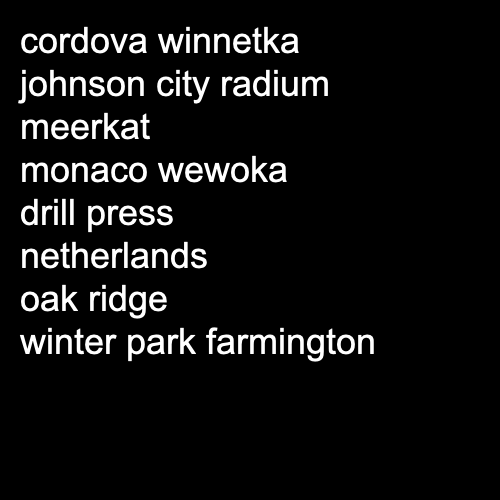 cordova winnetka
johnson city radium
meerkat
monaco wewoka
drill press
netherlands
oak ridge
winter park farmington